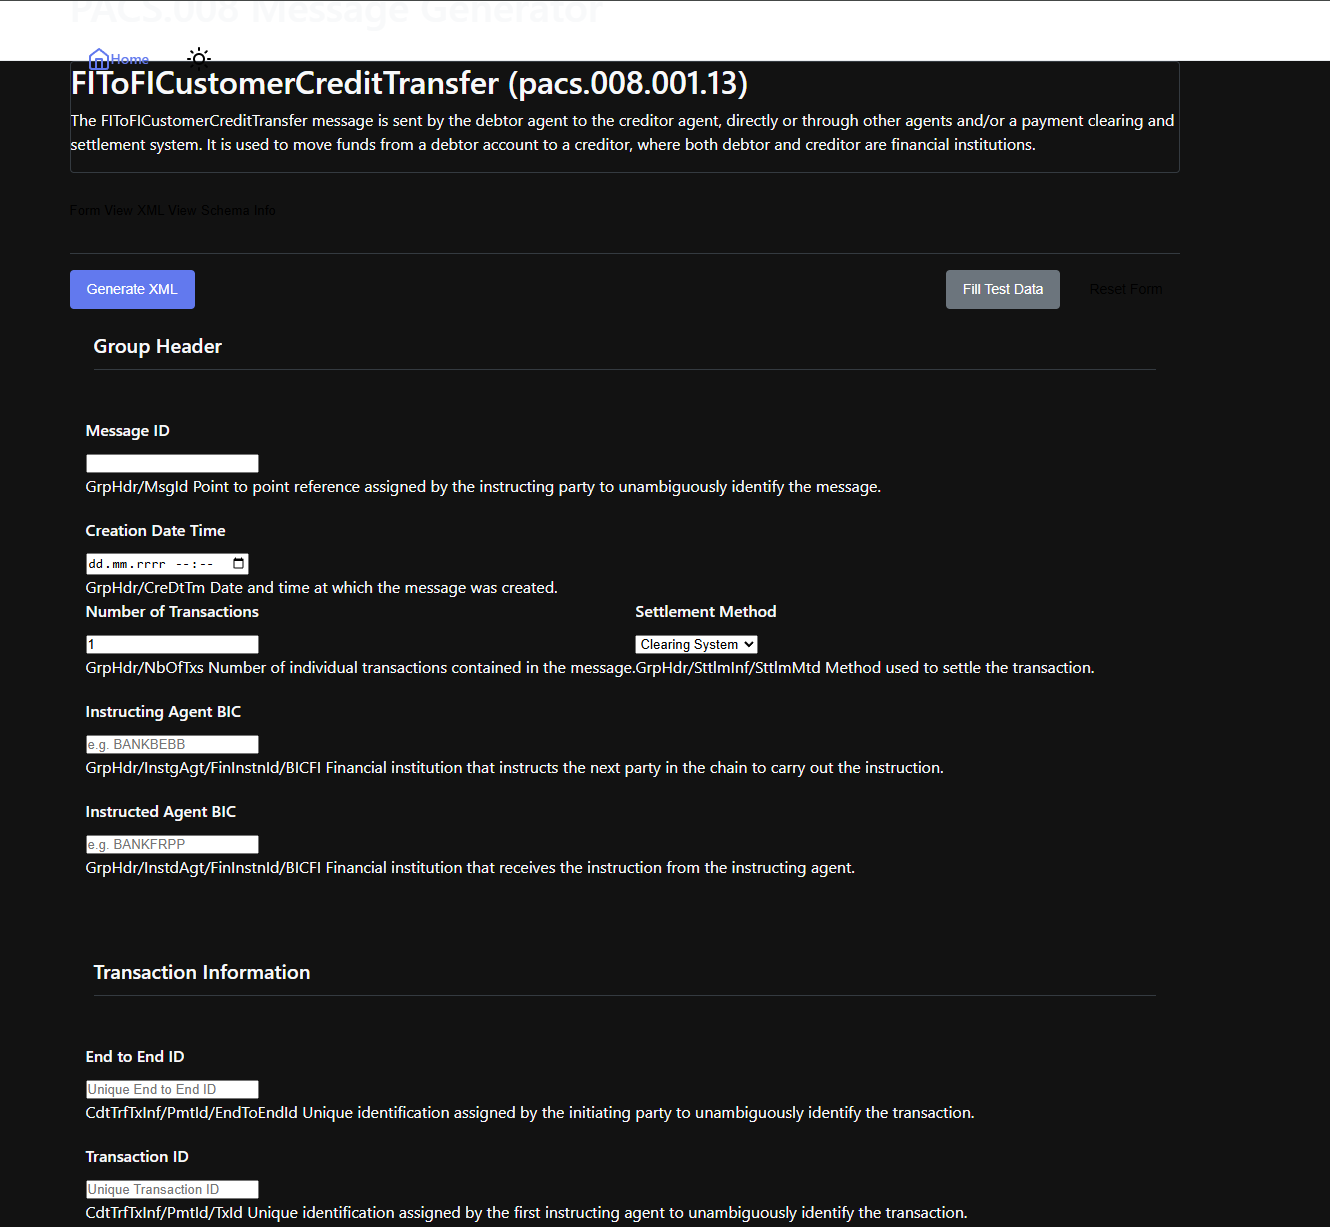 PACS.008 Message Generator
Home
FIToFICustomerCreditTransfer (pacs.008.001.13)
The FIToFICustomerCreditTransfer message is sent by the debtor agent to the creditor agent, directly or through other agents and/or a payment clearing and
settlement system. It is used to move funds from a debtor account to a creditor, where both debtor and creditor are financial institutions.
Form View XML View Schema Info
Generate XML
Fill Test Data
Reset Form
Group Header
Message ID
GrpHdr/MsgId Point to point reference assigned by the instructing party to unambiguously identify the message.
Creation Date Time
dd.mm.rrrr --:--
GrpHdr/CreDtTm Date and time at which the message was created.
Number of Transactions
1
GrpHdr/NbOfTxs Number of individual transactions contained in the message.
Settlement Method
Clearing System
GrpHdr/SttlmInf/SttlmMtd Method used to settle the transaction.
Instructing Agent BIC
e.g. BANKBEBB
GrpHdr/InstgAgt/FinInstnId/BICFI Financial institution that instructs the next party in the chain to carry out the instruction.
Instructed Agent BIC
e.g. BANKFRPP
GrpHdr/InstdAgt/FinInstnId/BICFI Financial institution that receives the instruction from the instructing agent.
Transaction Information
End to End ID
Unique End to End ID
CdtTrfTxInf/PmtId/EndToEndId Unique identification assigned by the initiating party to unambiguously identify the transaction.
Transaction ID
Unique Transaction ID
CdtTrfTxInf/PmtId/TxId Unique identification assigned by the first instructing agent to unambiguously identify the transaction.